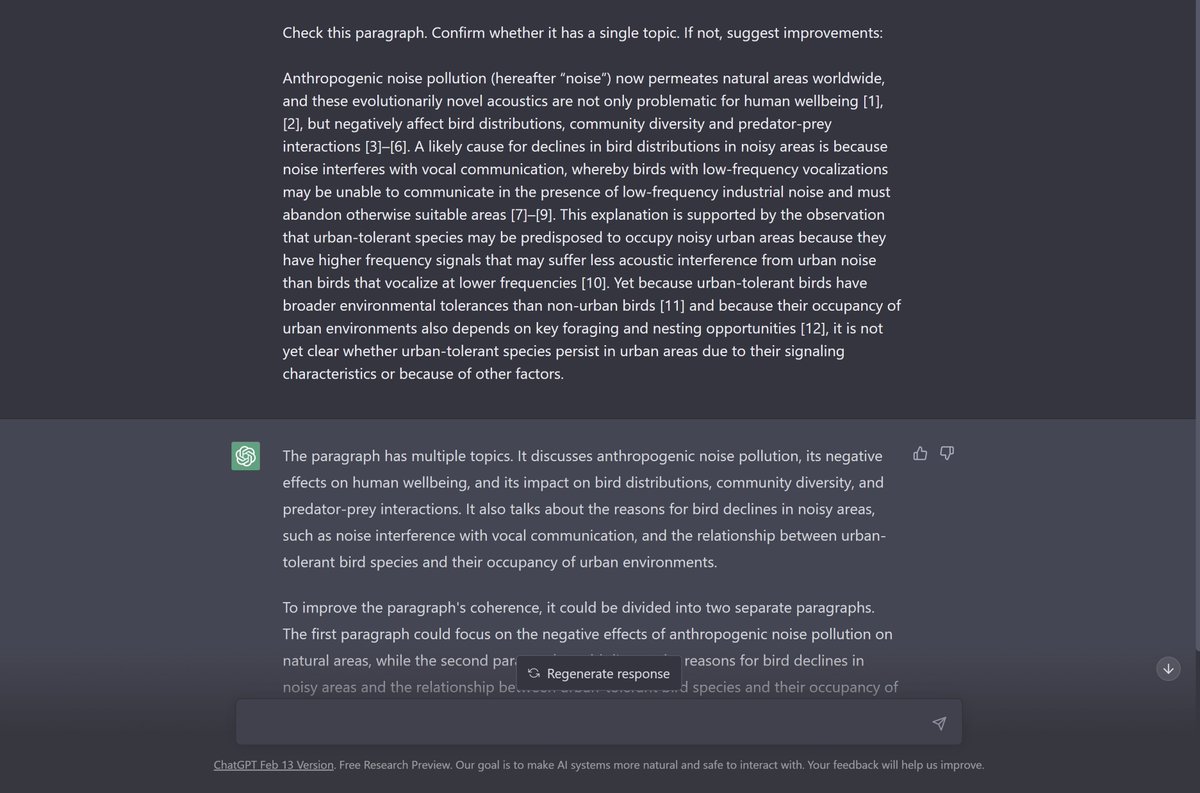 Check this paragraph. Confirm whether it has a single topic. If not, suggest improvements:
Anthropogenic noise pollution (hereafter “noise”) now permeates natural areas worldwide,
and these evolutionarily novel acoustics are not only problematic for human wellbeing [1],
[2], but negatively affect bird distributions, community diversity and predator-prey
interactions [3]–[6]. A likely cause for declines in bird distributions in noisy areas is because
noise interferes with vocal communication, whereby birds with low-frequency vocalizations
may be unable to communicate in the presence of low-frequency industrial noise and must
abandon otherwise suitable areas [7]–[9]. This explanation is supported by the observation
that urban-tolerant species may be predisposed to occupy noisy urban areas because they
have higher frequency signals that may suffer less acoustic interference from urban noise
than birds that vocalize at lower frequencies [10]. Yet because urban-tolerant birds have
broader environmental tolerances than non-urban birds [11] and because their occupancy of
urban environments also depends on key foraging and nesting opportunities [12], it is not
yet clear whether urban-tolerant species persist in urban areas due to their signaling
characteristics or because of other factors.
The paragraph has multiple topics. It discusses anthropogenic noise pollution, its negative
effects on human wellbeing, and its impact on bird distributions, community diversity, and
predator-prey interactions. It also talks about the reasons for bird declines in noisy areas,
such as noise interference with vocal communication, and the relationship between urban-
tolerant bird species and their occupancy of urban environments.
To improve the paragraph's coherence, it could be divided into two separate paragraphs.
The first paragraph could focus on the negative effects of anthropogenic noise pollution on
natural areas, while the second reasons for bird declines in
Regenerate response
noisy areas and the relationship species and their occupancy of
ChatGPT Feb 13 Version. Free Research Preview. Our goal is to make AI systems more natural and safe to interact with. Your feedback will help us improve.